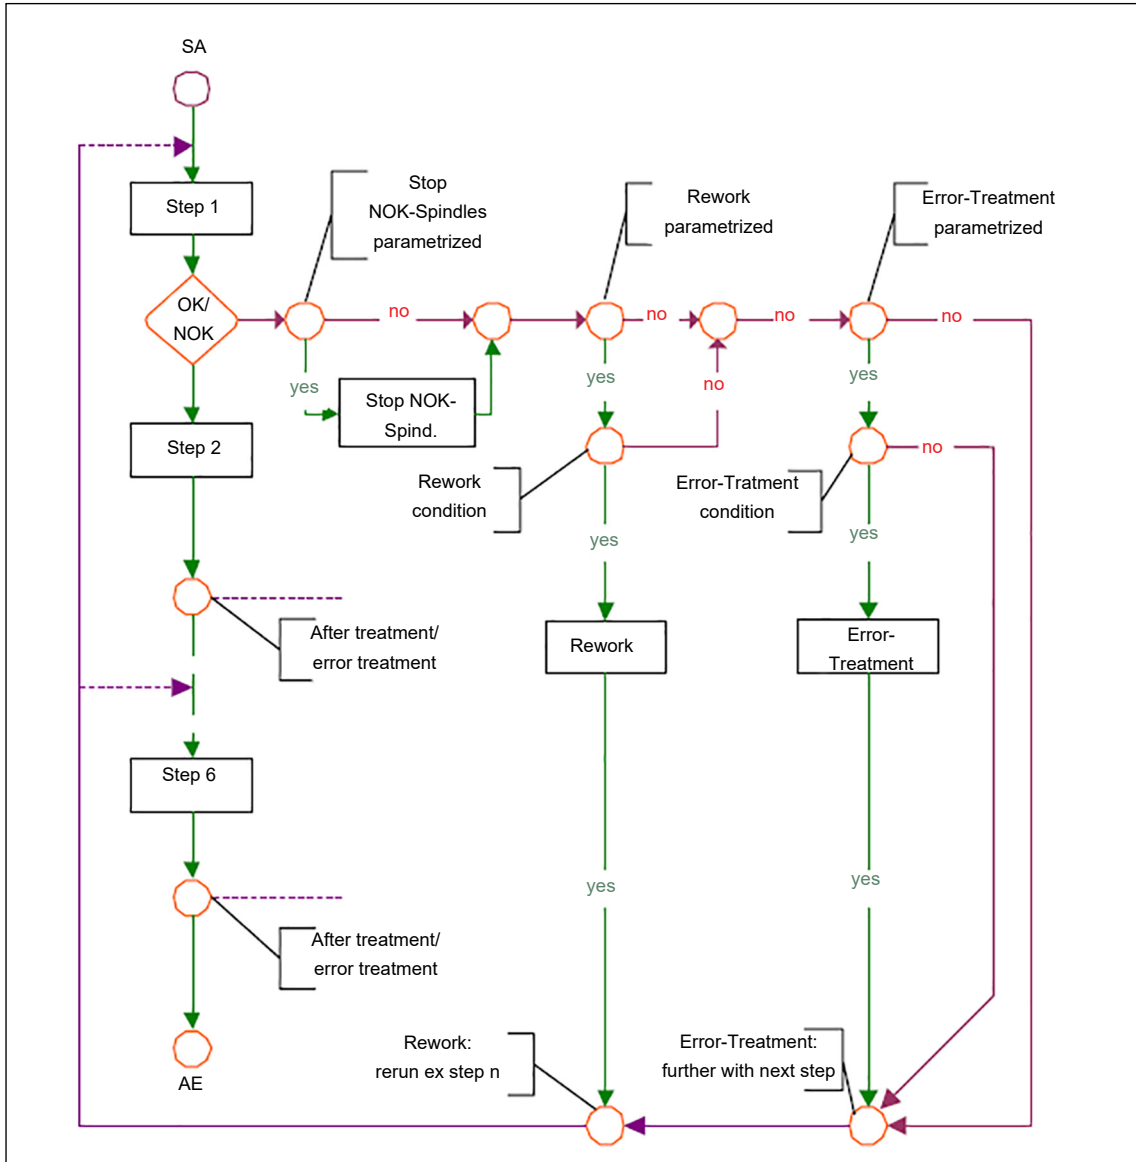 SA
Step 1
OK/
NOK
Stop
NOK-Spindles
parametrized
Rework
parametrized
Error-Treatment
parametrized
no
no
no
no
yes
yes
yes
no
Stop NOK-
Spind.
Step 2
Rework
condition
Error-Tratment
condition
no
yes
yes
After treatment/
error treatment
Rework
Error-
Treatment
Step 6
yes
yes
After treatment/
error treatment
AE
Rework:
rerun ex step n
Error-Treatment:
further with next step